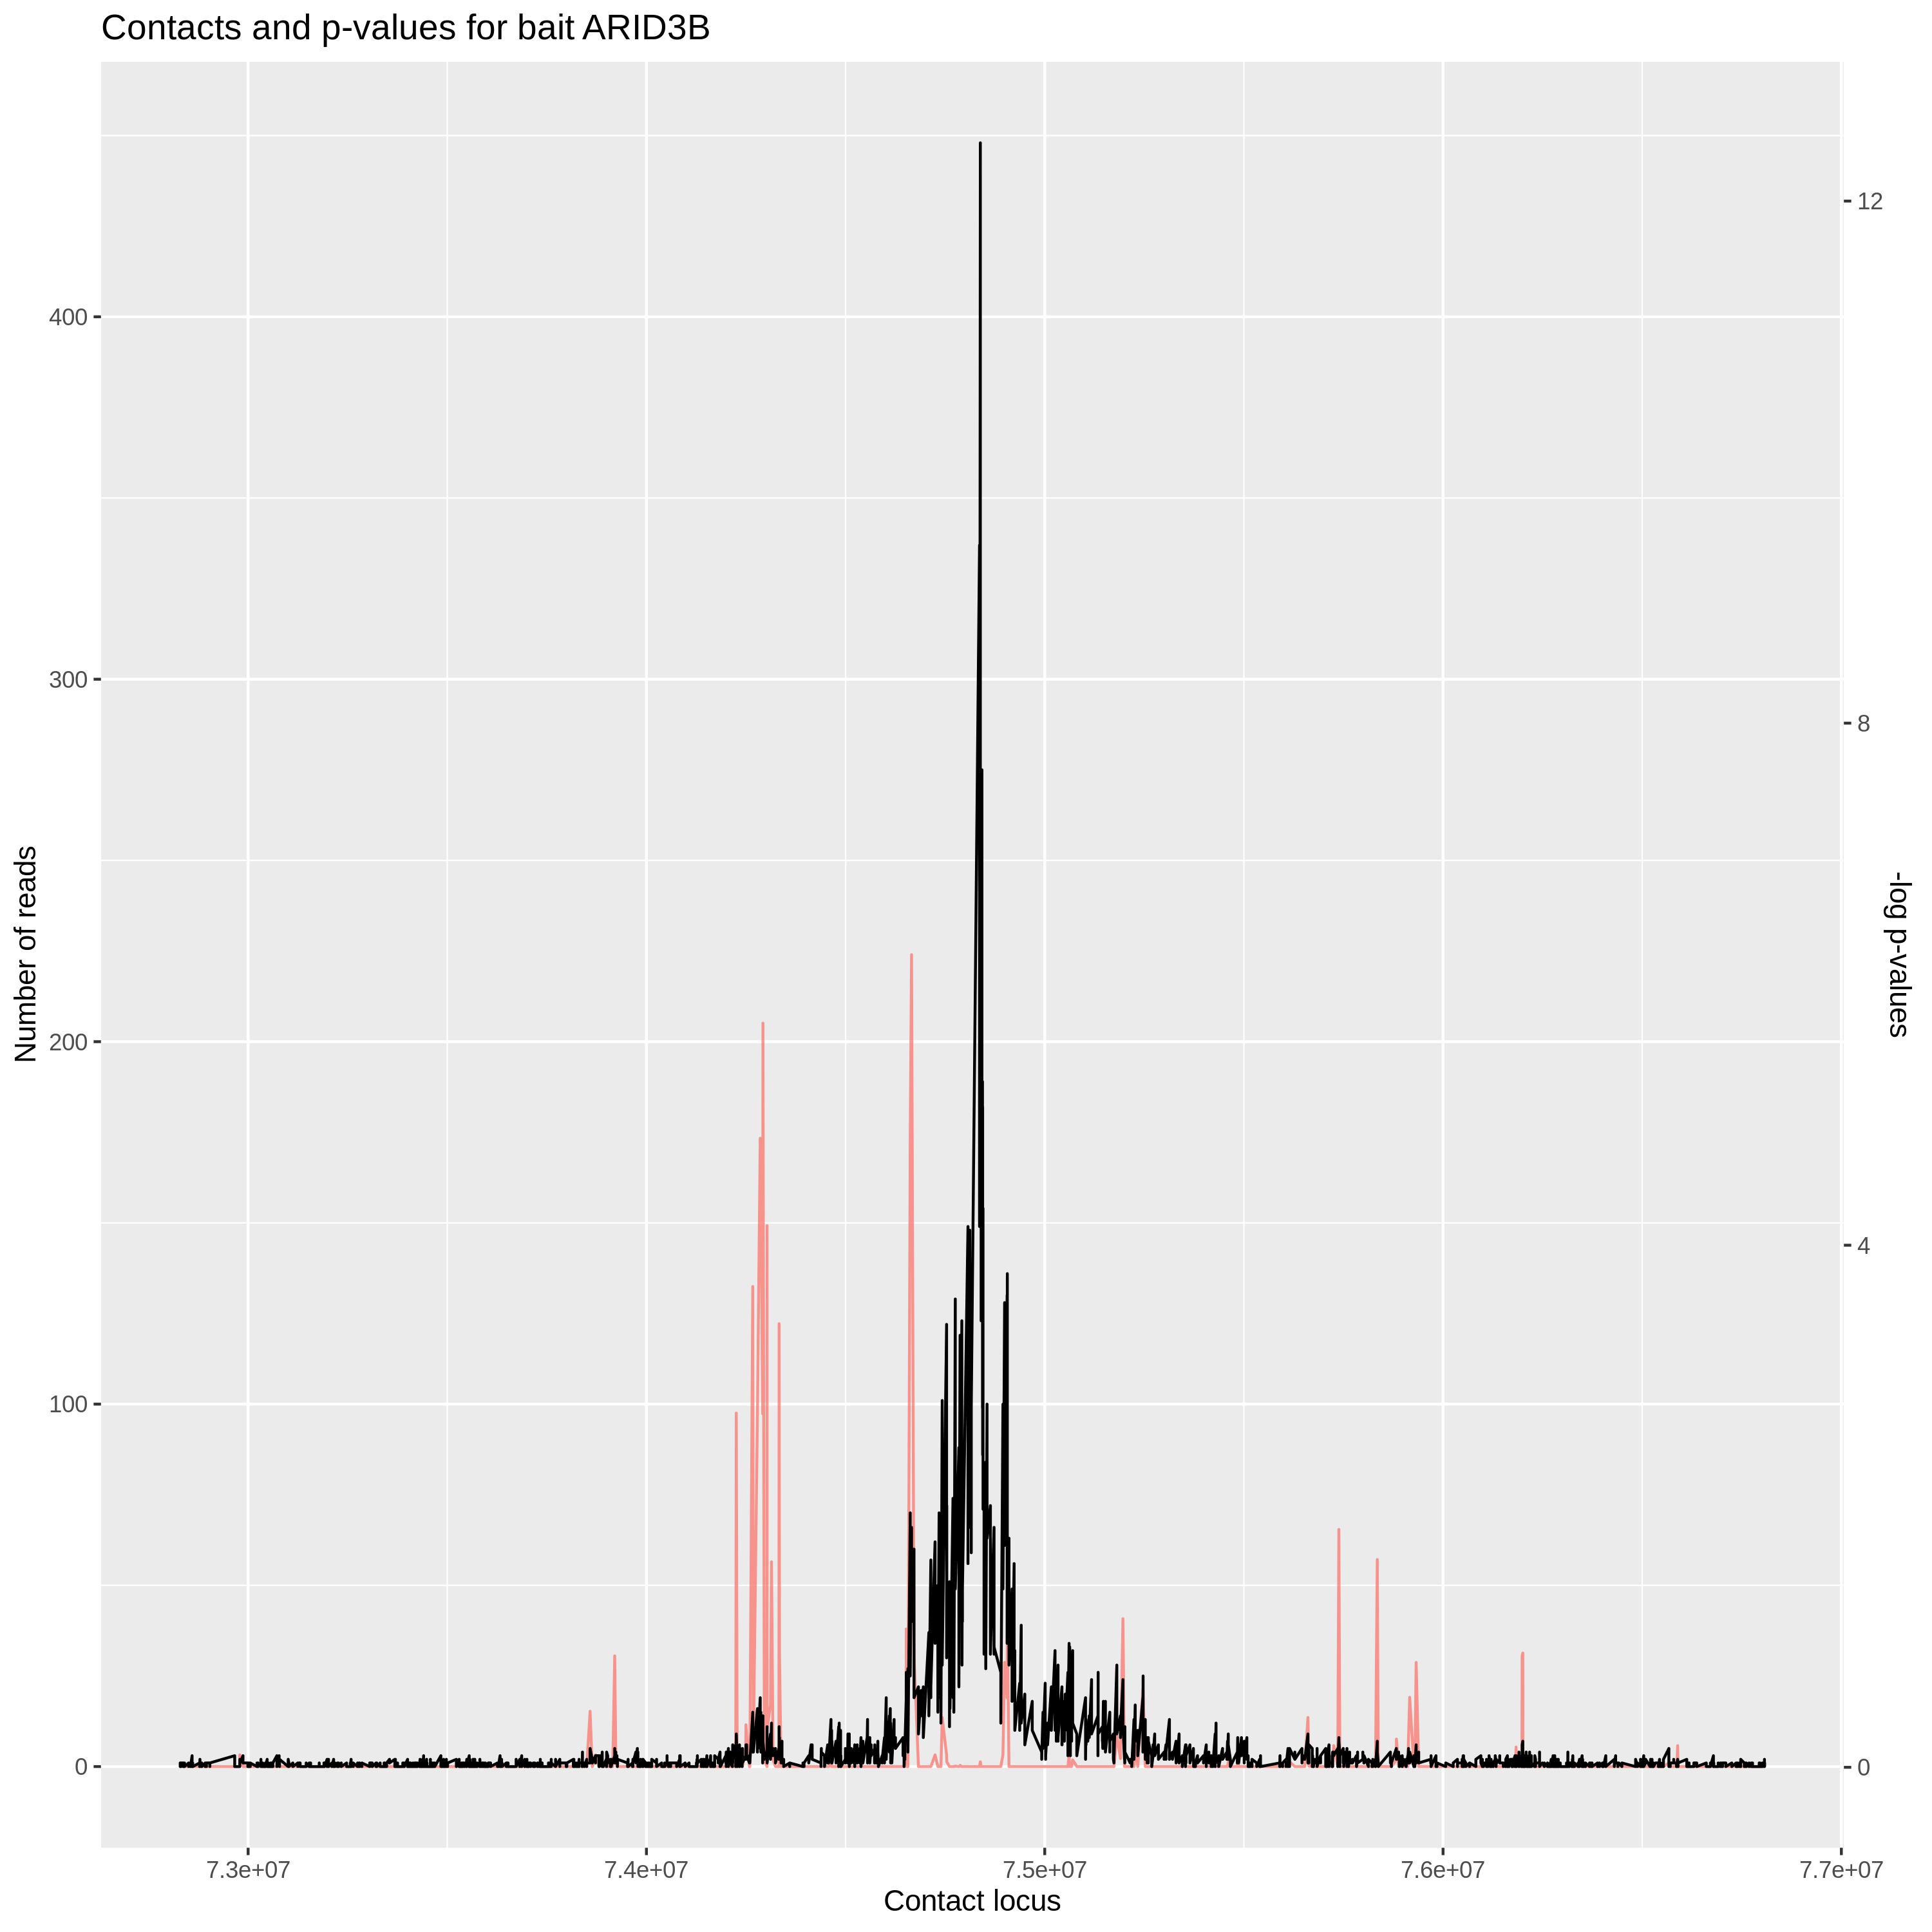 Contacts and p-values for bait ARID3B
400
300
200
100
0
12
8
4
0
Number of reads
-log p-values
7.3e+07
7.4e+07
7.5e+07
7.6e+07
7.7e+07
Contact locus